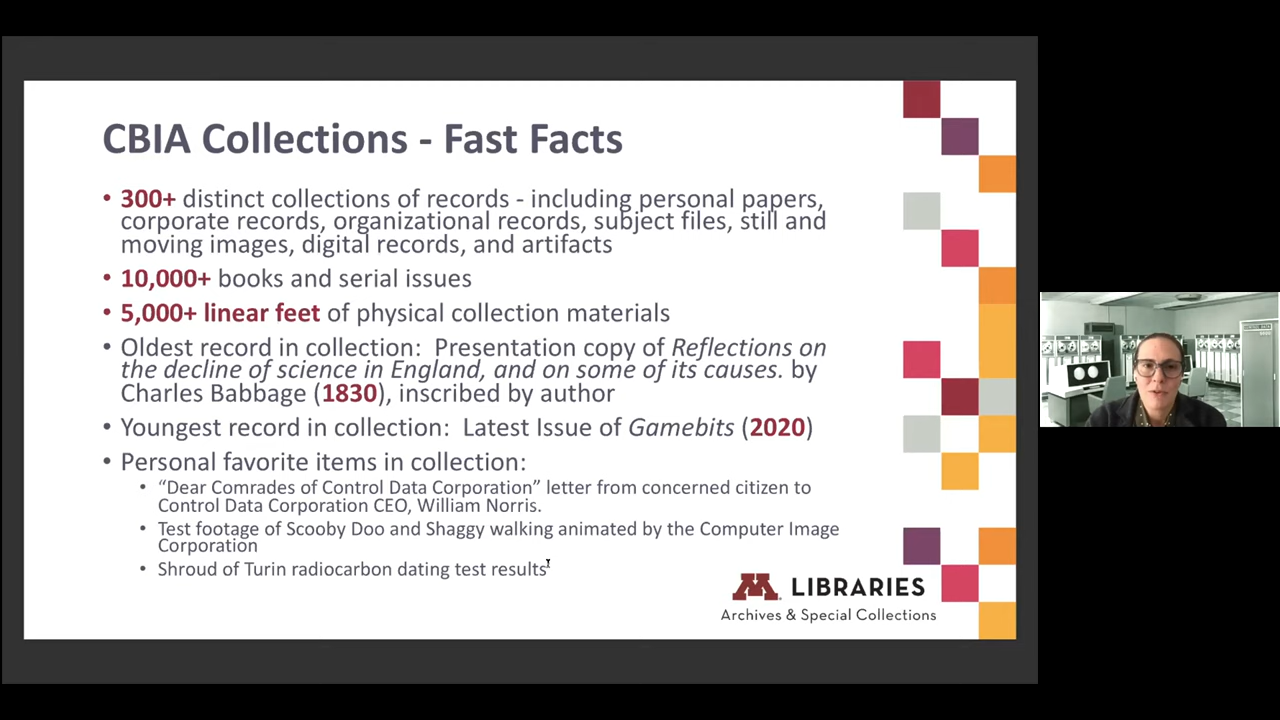 CBIA Collections - Fast Facts
• 300+ distinct collections of records - including personal papers,
corporate records, organizational records, subject files, still and
moving images, digital records, and artifacts
• 10,000+ books and serial issues
• 5,000+ linear feet of physical collection materials
• Oldest record in collection: Presentation copy of Reflections on
the decline of science in England, and on some of its causes. by
Charles Babbage (1830), inscribed by author
• Youngest record in collection: Latest Issue of Gamebits (2020)
• Personal favorite items in collection:
• “Dear Comrades of Control Data Corporation” letter from concerned citizen to
Control Data Corporation CEO, William Norris.
• Test footage of Scooby Doo and Shaggy walking animated by the Computer Image
Corporation
• Shroud of Turin radiocarbon dating test results
M LIBRARIES
Archives & Special Collections